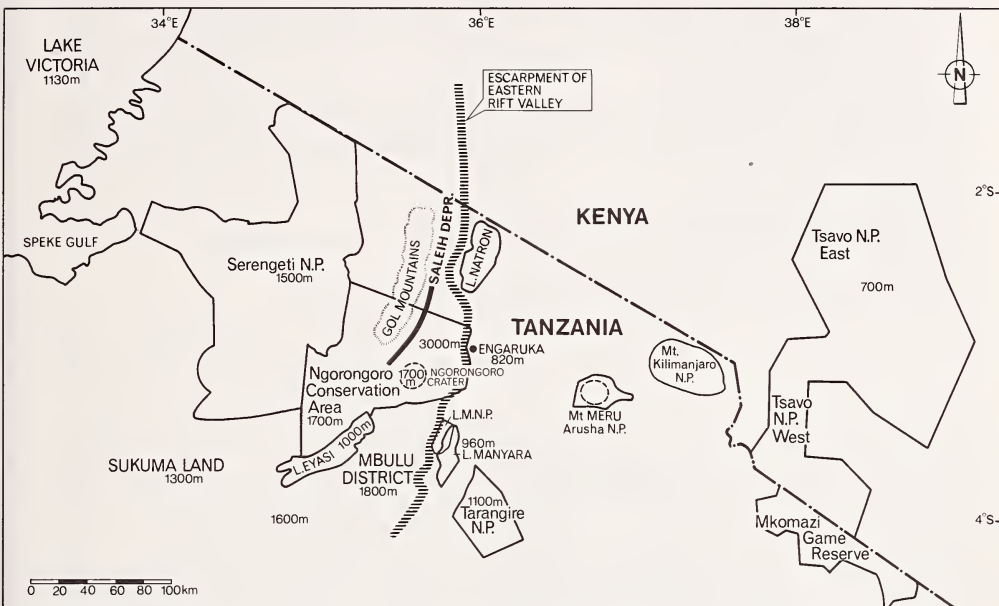 34°E
36°E
38°E
LAKE
VICTORIA
1130m
ESCARPMENT OF
EASTERN
RIFT VALLEY
N
2°S
KENYA
SPEKE GULF
Serengeti N.P.
1500m
GOL MOUNTAINS
SALEIH DEPR.
L. NATRON
Tsavo N.P.
East
700m
TANZANIA
3000m
ENGARUKA
820m
Mt.
Kilimanjaro
N.P.
Ngorongoro
Conservation
Area
1700m
1700
m
NGORONGORO
CRATER
Mt MERU
Arusha N.P.
Tsavo
N.P.
West
L.M.N.P.
960m
L. MANYARA
L. EYASI 1000m
SUKUMA LAND
1300m
MBULU
DISTRICT
1800m
1600m
1100m
Tarangire
N.P.
4°S
Mkomazi
Game
Reserve
0 20 40 60 80 100km